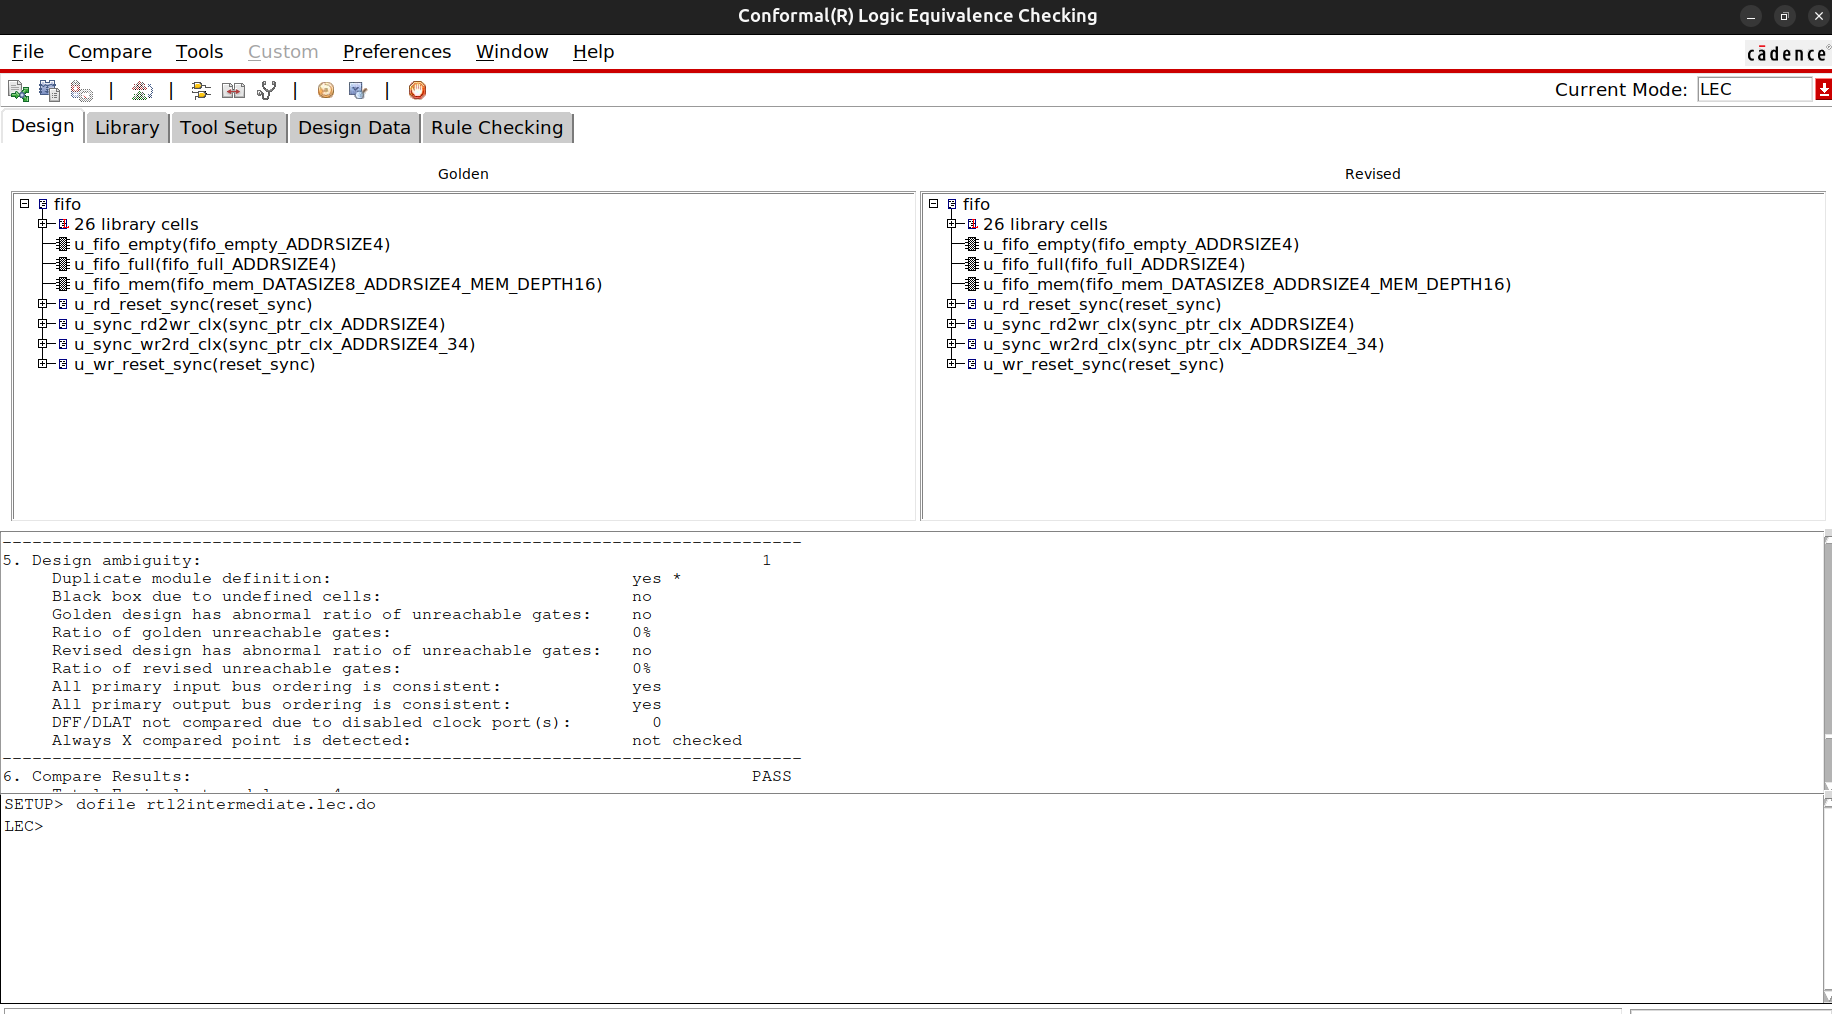 Conformal(R) Logic Equivalence Checking
File Compare Tools Custom Preferences Window Help
cādence
Current Mode: LEC
Design Library Tool Setup Design Data Rule Checking
Golden
fifo
26 library cells
u_fifo_empty(fifo_empty_ADDRSIZE4)
u_fifo_full(fifo_full_ADDRSIZE4)
u_fifo_mem(fifo_mem_DATASIZE8_ADDRSIZE4_MEM_DEPTH16)
u_rd_reset_sync(reset_sync)
u_sync_rd2wr_clx(sync_ptr_clx_ADDRSIZE4)
u_sync_wr2rd_clx(sync_ptr_clx_ADDRSIZE4_34)
u_wr_reset_sync(reset_sync)
Revised
fifo
26 library cells
u_fifo_empty(fifo_empty_ADDRSIZE4)
u_fifo_full(fifo_full_ADDRSIZE4)
u_fifo_mem(fifo_mem_DATASIZE8_ADDRSIZE4_MEM_DEPTH16)
u_rd_reset_sync(reset_sync)
u_sync_rd2wr_clx(sync_ptr_clx_ADDRSIZE4)
u_sync_wr2rd_clx(sync_ptr_clx_ADDRSIZE4_34)
u_wr_reset_sync(reset_sync)
--------------------------------------------------------------------------------
5. Design ambiguity: 1
Duplicate module definition: yes *
Black box due to undefined cells: no
Golden design has abnormal ratio of unreachable gates: no
Ratio of golden unreachable gates: 0%
Revised design has abnormal ratio of unreachable gates: no
Ratio of revised unreachable gates: 0%
All primary input bus ordering is consistent: yes
All primary output bus ordering is consistent: yes
DFF/DLAT not compared due to disabled clock port(s): 0
Always X compared point is detected: not checked
--------------------------------------------------------------------------------
6. Compare Results: PASS
SETUP> dofile rtl2intermediate.lec.do
LEC>